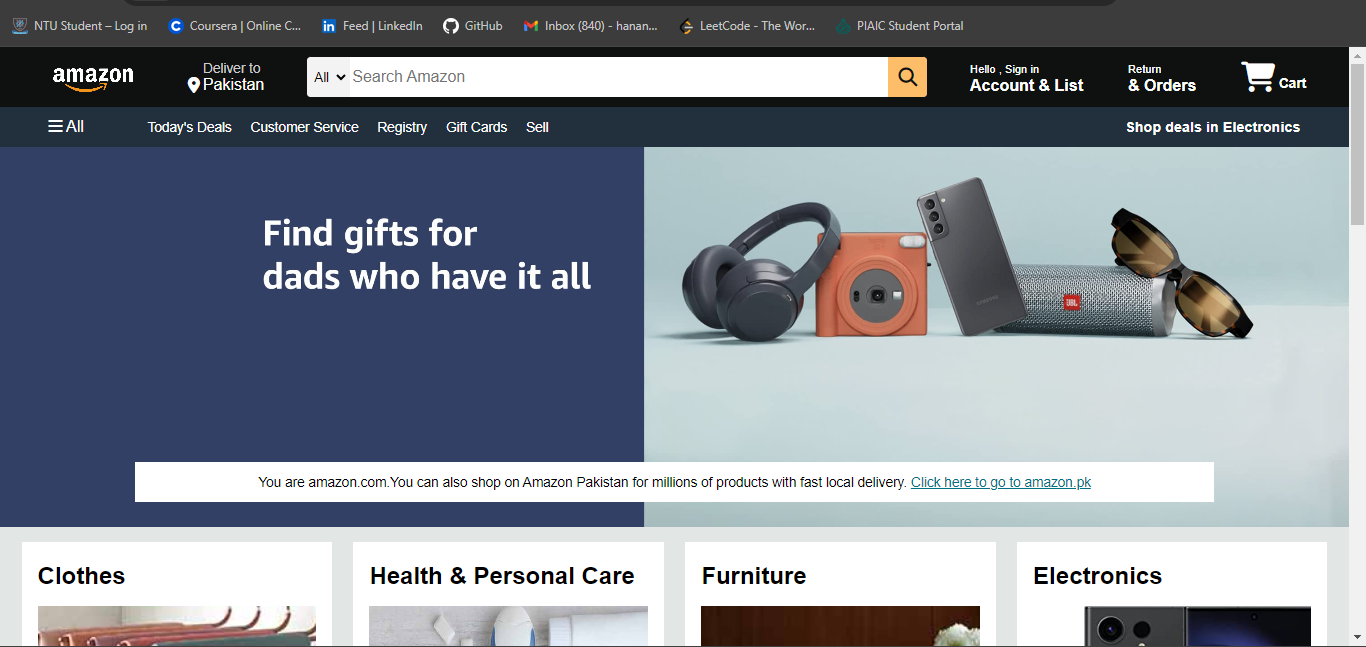 NTU Student – Log in
Coursera | Online C...
Feed | LinkedIn
GitHub
Inbox (840) - hanan...
LeetCode - The Wor...
PIAIC Student Portal
amazon
Deliver to
Pakistan
All
Search Amazon
Hello , Sign in
Account & List
Return
& Orders
Cart
All
Today's Deals
Customer Service
Registry
Gift Cards
Sell
Shop deals in Electronics
Find gifts for
dads who have it all
JBL
You are amazon.com.You can also shop on Amazon Pakistan for millions of products with fast local delivery. Click here to go to amazon.pk
Clothes
Health & Personal Care
Furniture
Electronics